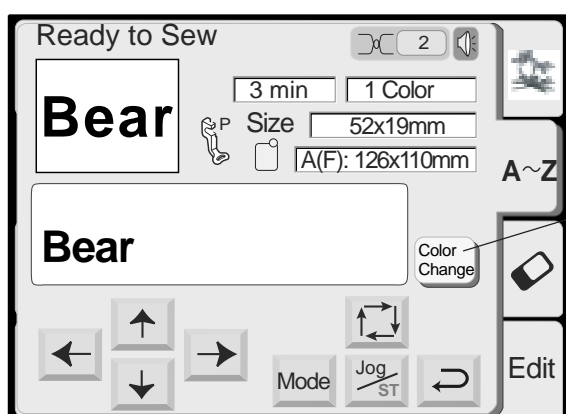 Ready to Sew
2
Bear
3 min
1 Color
P
Size
52x19mm
A(F): 126x110mm
A~Z
Bear
Color
Change
Mode
Jog
ST
Edit